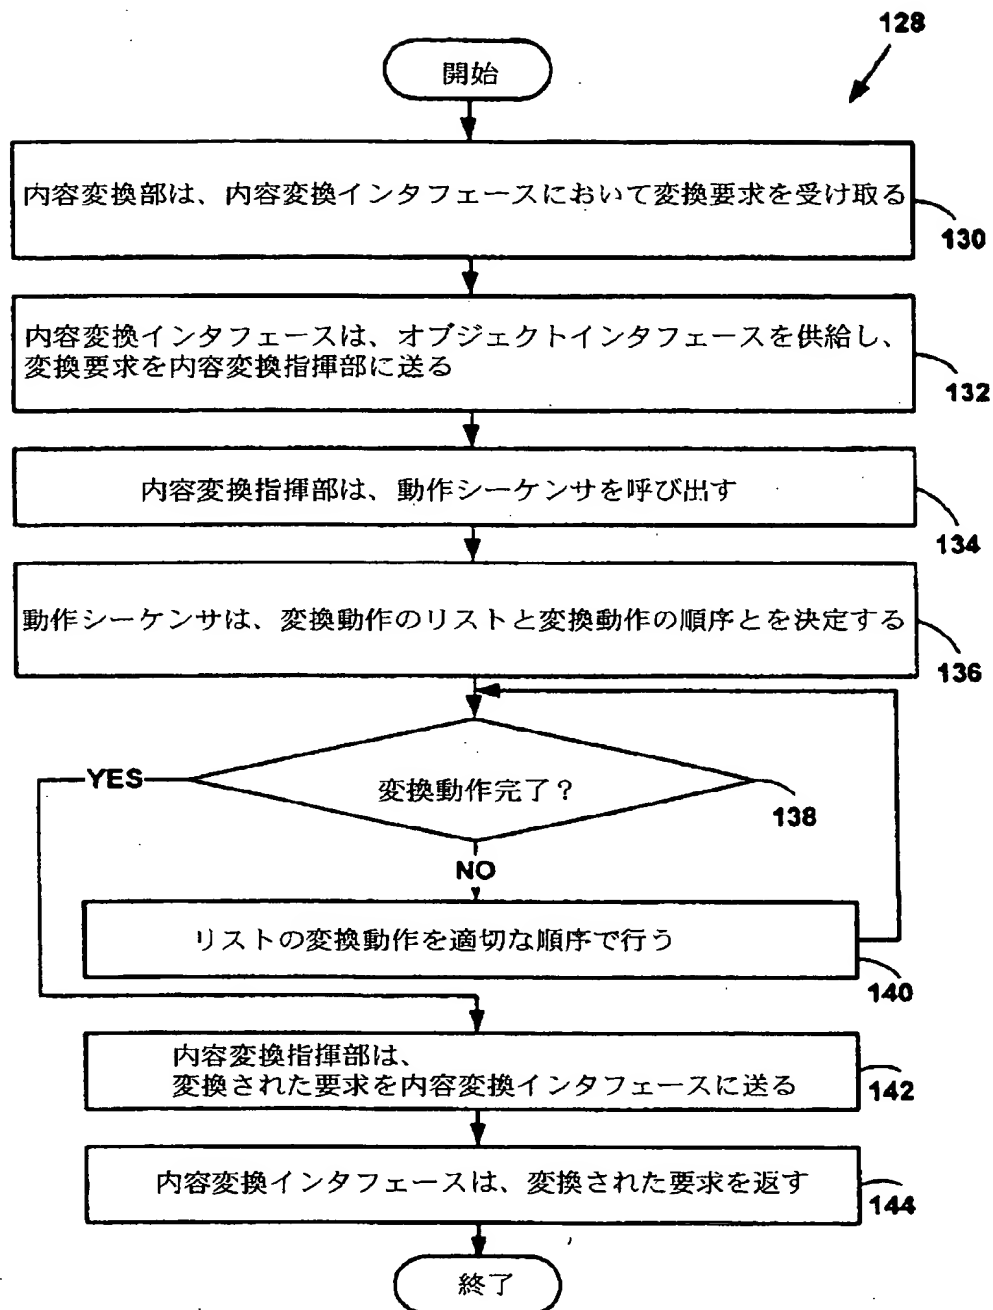 128
開始
内容変換部は、内容変換インタフェースにおいて変換要求を受け取る
130
内容変換インタフェースは、オブジェクトインタフェースを供給し、
変換要求を内容変換指揮部に送る
132
内容変換指揮部は、動作シーケンサを呼び出す
134
動作シーケンサは、変換動作のリストと変換動作の順序とを決定する
136
YES
変換動作完了？
138
NO
リストの変換動作を適切な順序で行う
140
内容変換指揮部は、
変換された要求を内容変換インタフェースに送る
142
内容変換インタフェースは、変換された要求を返す
144
終了